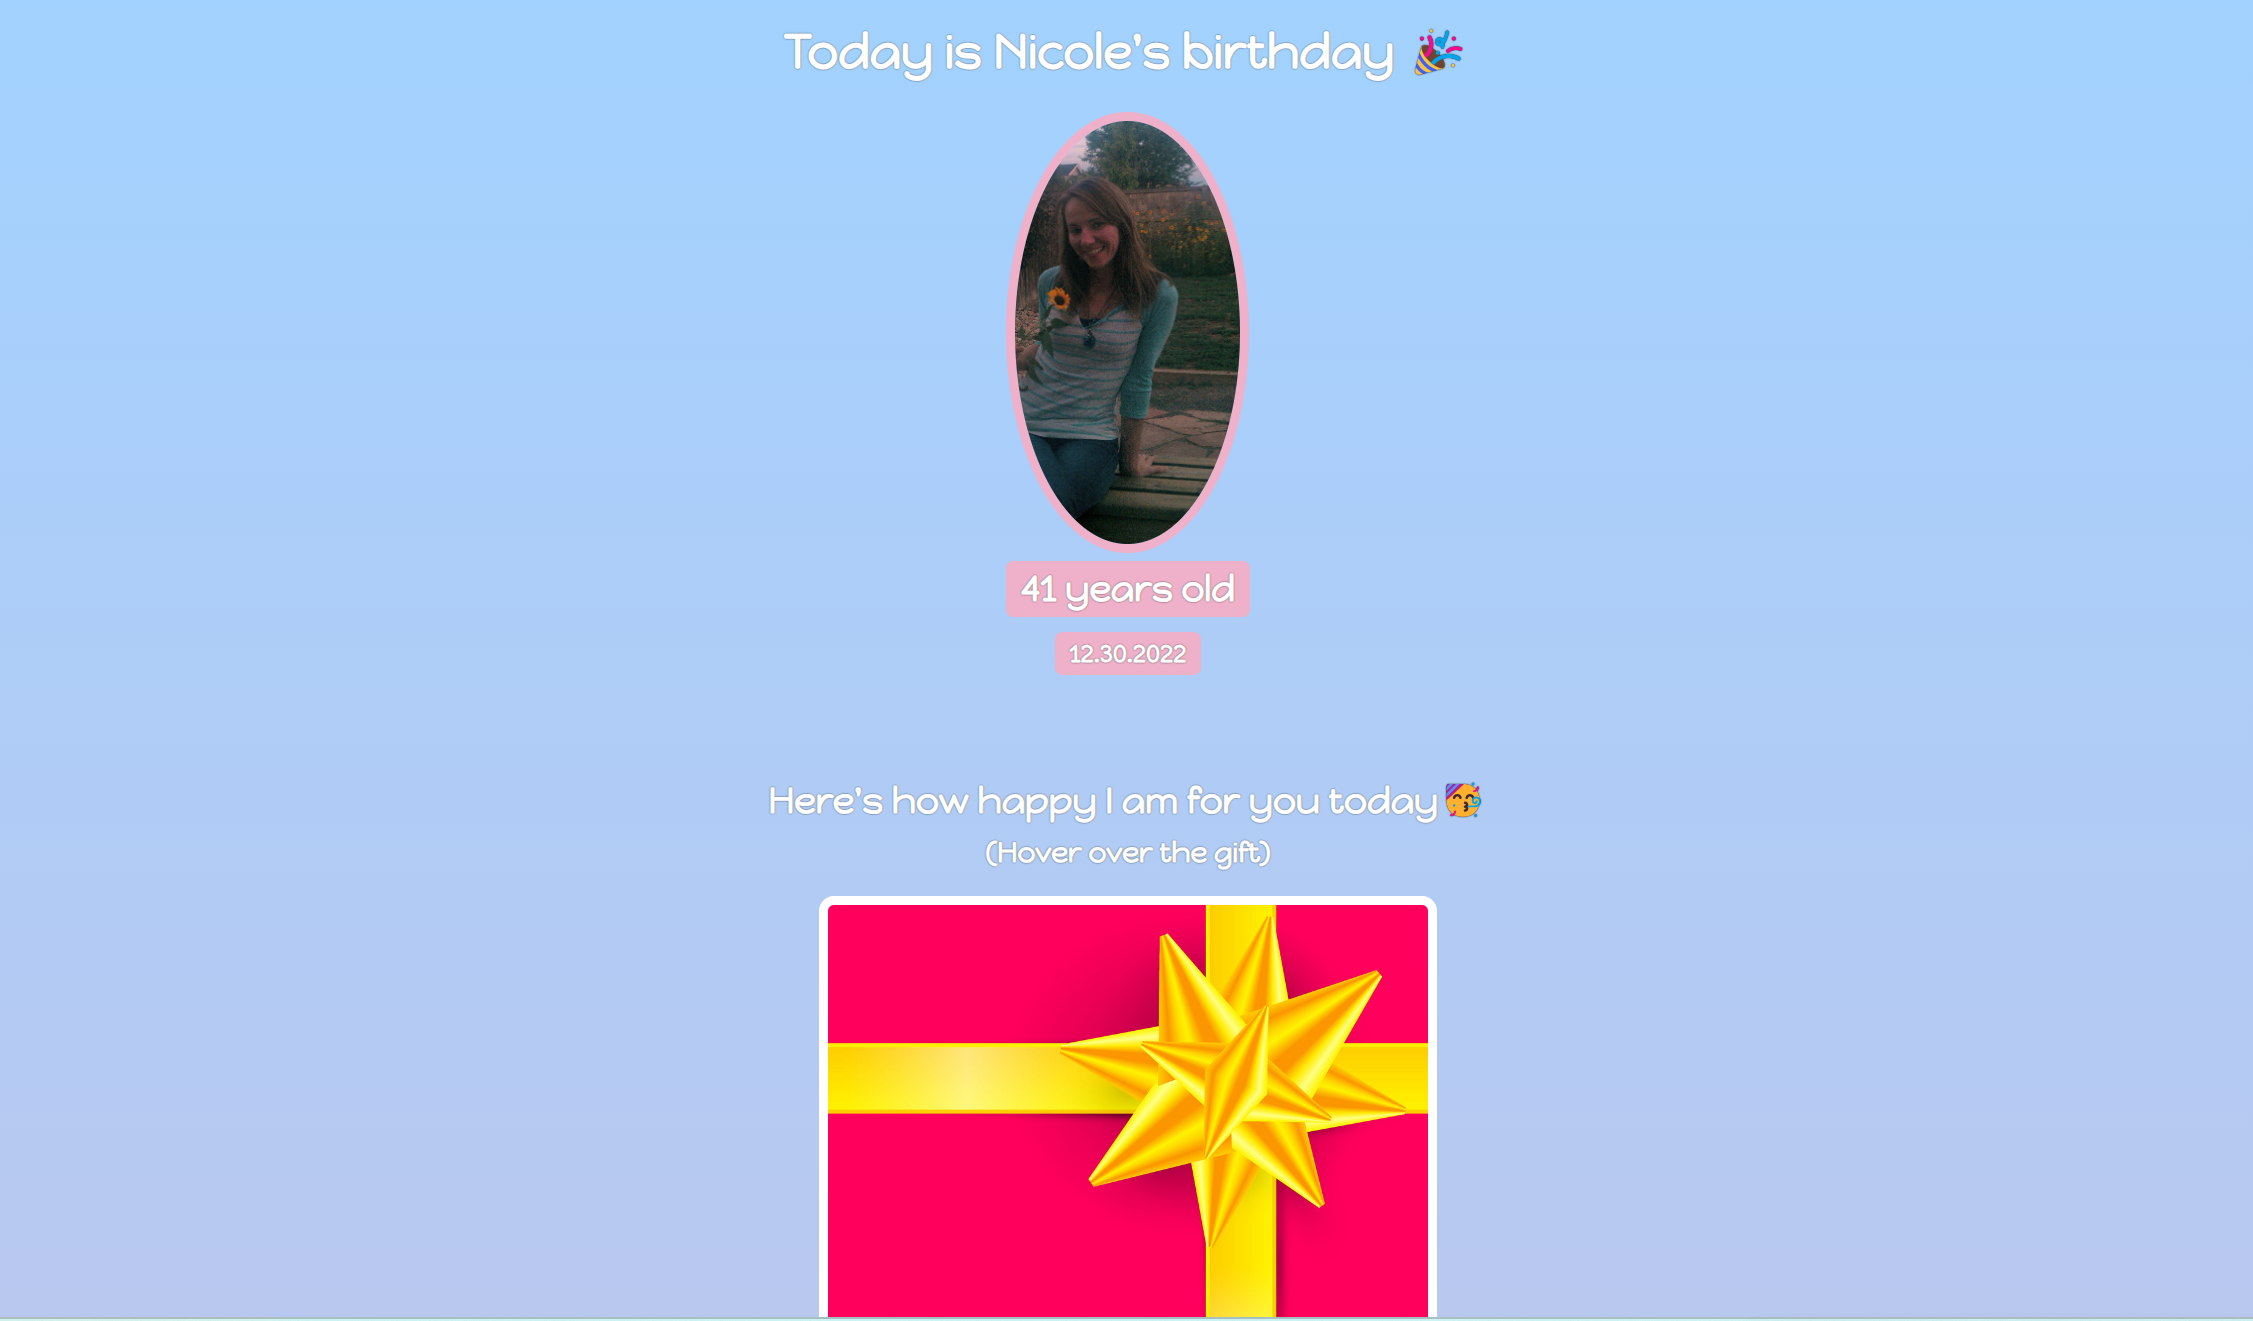 Today is Nicole's birthday 🎉
41 years old
12.30.2022
Here's how happy I am for you today🥳
(Hover over the gift)